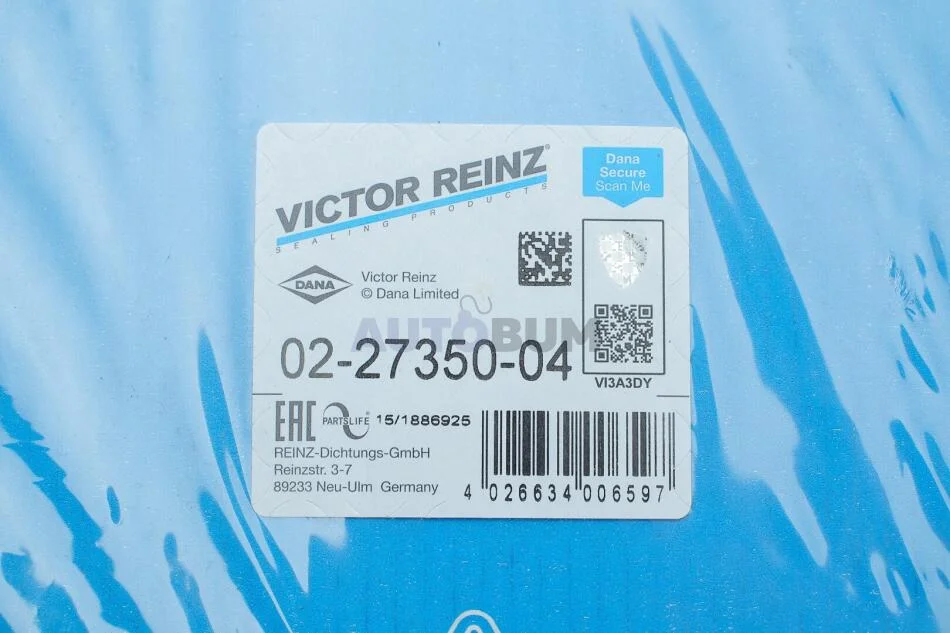 VICTOR REINZ®
SEALING PRODUCTS
Dana
Secure
Scan Me
DANA
Victor Reinz
© Dana Limited
AUTOBUM
02-27350-04
VI3A3DY
EAC PARTSLIFE® 15/1886925
REINZ-Dichtungs-GmbH
Reinzstr. 3-7
89233 Neu-Ulm Germany
4 026634 006597